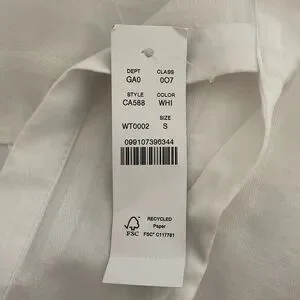 DEPT CLASS
GA0 0O7
STYLE COLOR
CA588 WHI
SIZE
WT0002 S
099107396344
RECYCLED
Paper
FSC
FSC® C117781